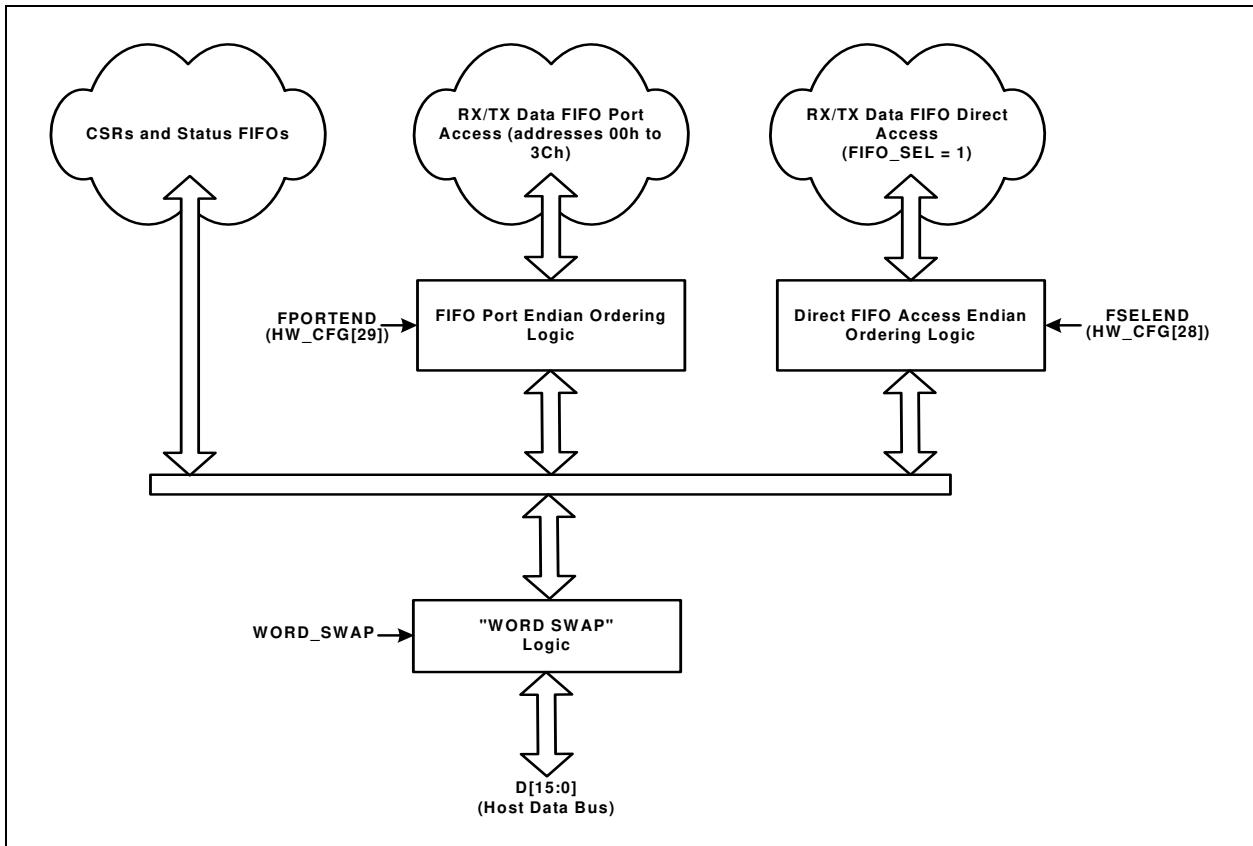 CSRs and Status FIFOs
RX/TX Data FIFO Port
Access (addresses 00h to
3Ch)
RX/TX Data FIFO Direct
Access
(FIFO_SEL = 1)
FPORTEND
(HW_CFG[29])
FIFO Port Endian Ordering
Logic
Direct FIFO Access Endian
Ordering Logic
FSELEND
(HW_CFG[28])
WORD_SWAP
"WORD SWAP"
Logic
D[15:0]
(Host Data Bus)